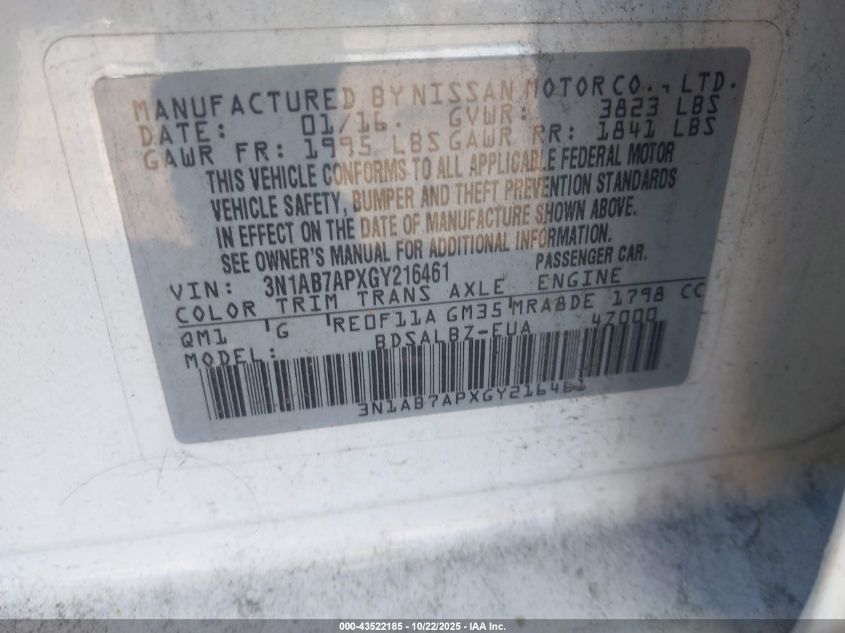 MANUFACTURED BY NISSAN MOTOR CO., LTD.
DATE: 01/16. GVWR: 3823 LBS
GAWR FR: 1995 LBS GAWR RR: 1841 LBS
THIS VEHICLE CONFORMS TO ALL APPLICABLE FEDERAL MOTOR
VEHICLE SAFETY, BUMPER AND THEFT PREVENTION STANDARDS
IN EFFECT ON THE DATE OF MANUFACTURE SHOWN ABOVE.
SEE OWNER'S MANUAL FOR ADDITIONAL INFORMATION.
VIN: 3N1AB7APXGY216461 PASSENGER CAR.
COLOR TRIM TRANS AXLE ENGINE
QM1 G RE0F11A GM35 MRA8DE 1798 CC
MODEL: BDSALBZ-EUA 47000
3N1AB7APXGY216461
000-43522185 - 10/22/2025 - IAA Inc.